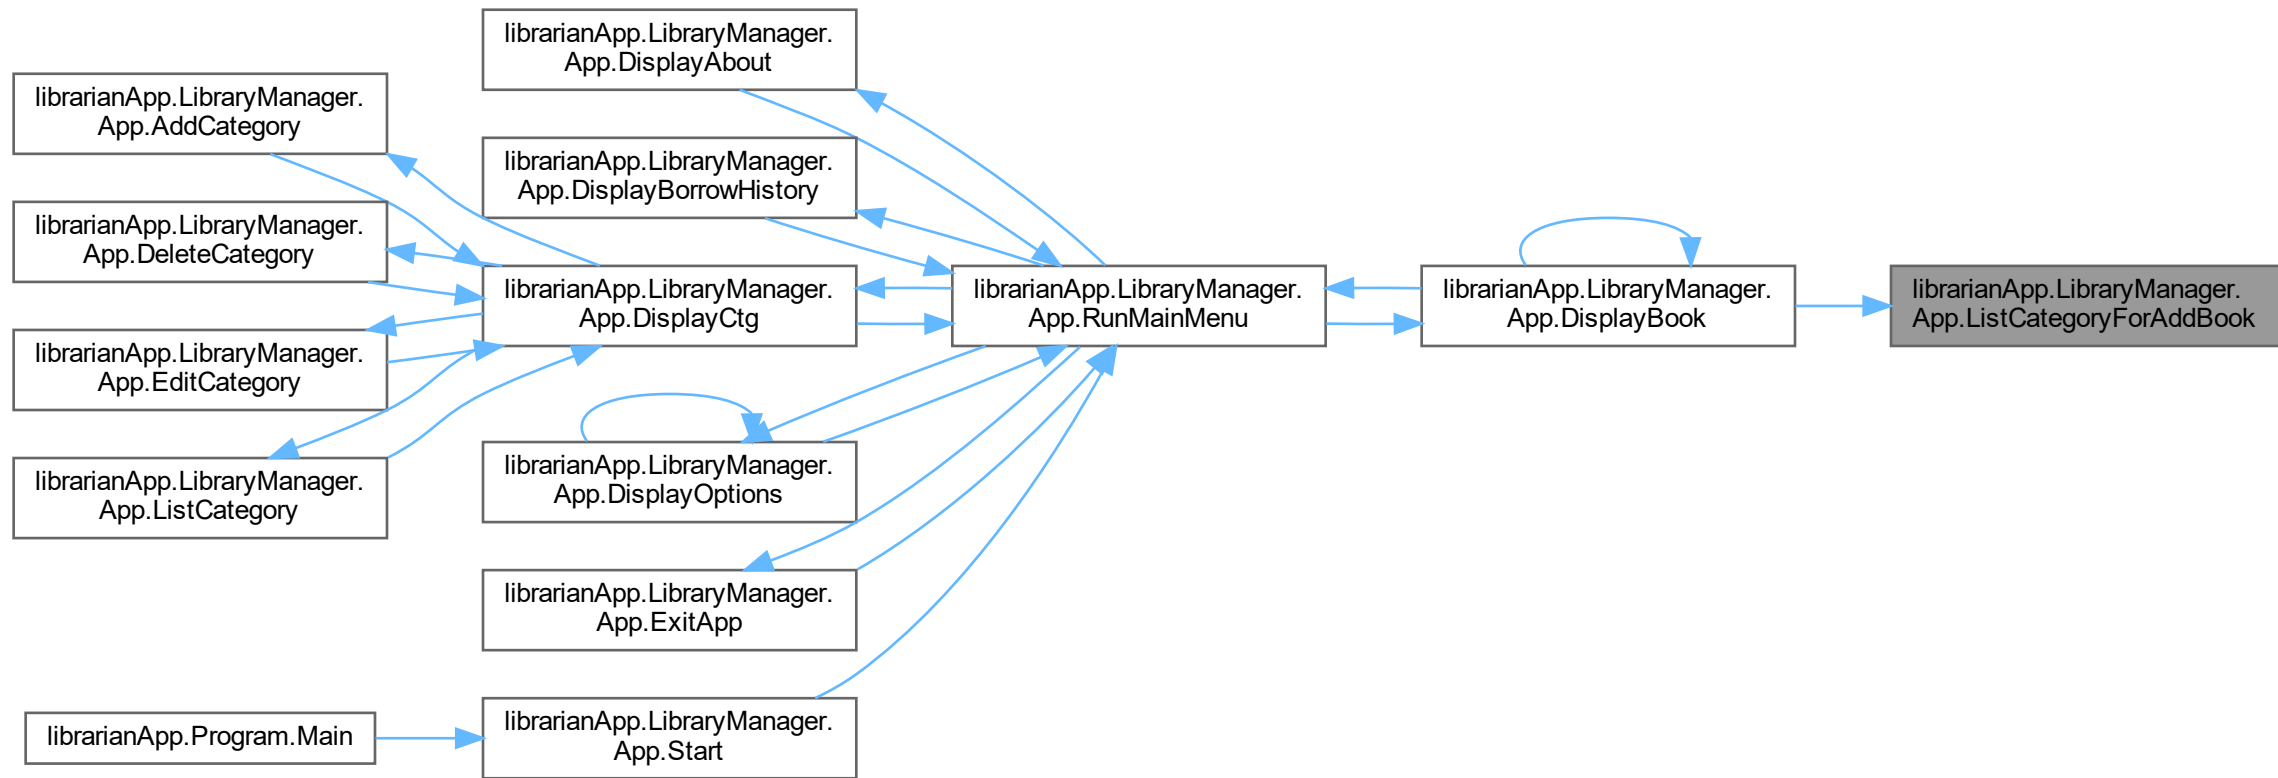 librarianApp.LibraryManager.
App.DisplayAbout
librarianApp.LibraryManager.
App.AddCategory
librarianApp.LibraryManager.
App.DisplayBorrowHistory
librarianApp.LibraryManager.
App.DeleteCategory
librarianApp.LibraryManager.
App.DisplayCtg
librarianApp.LibraryManager.
App.RunMainMenu
librarianApp.LibraryManager.
App.DisplayBook
librarianApp.LibraryManager.
App.ListCategoryForAddBook
librarianApp.LibraryManager.
App.EditCategory
librarianApp.LibraryManager.
App.DisplayOptions
librarianApp.LibraryManager.
App.ListCategory
librarianApp.LibraryManager.
App.ExitApp
librarianApp.Program.Main
librarianApp.LibraryManager.
App.Start